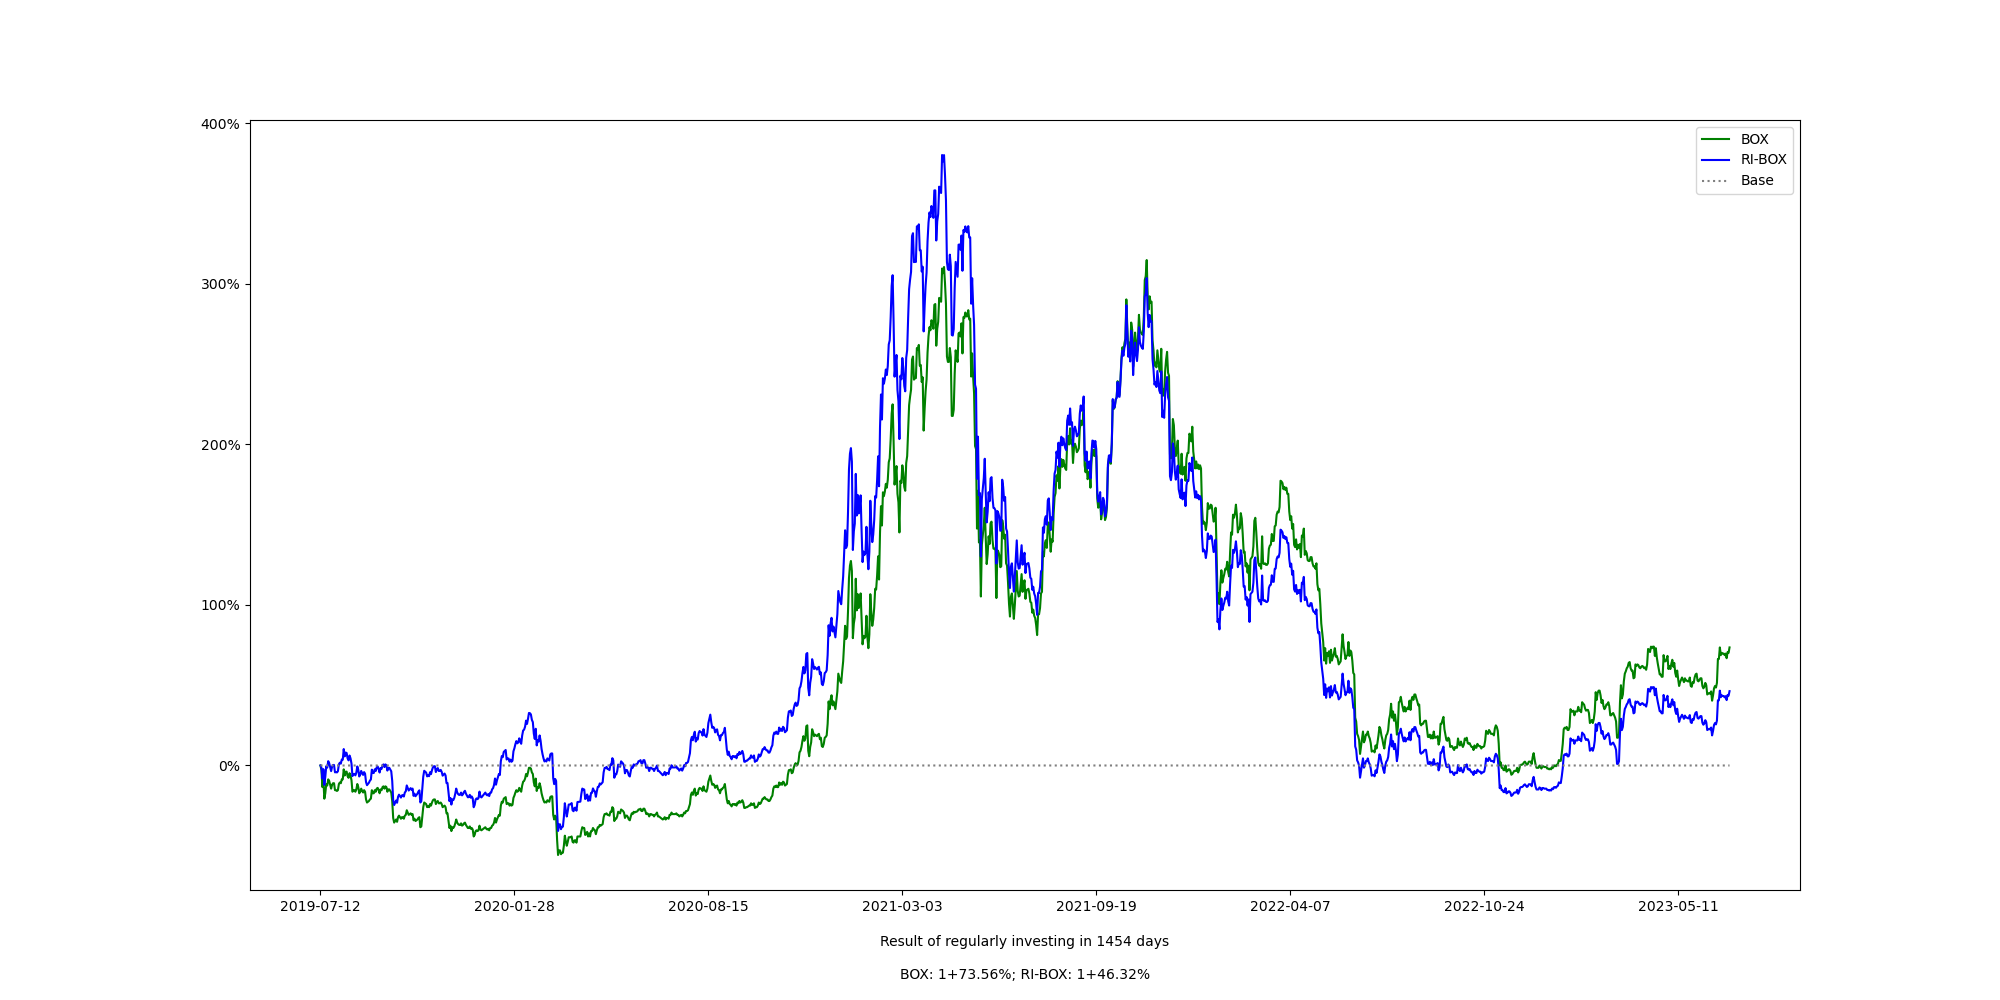 400%
300%
200%
100%
0%
BOX
RI-BOX
Base
2019-07-12 2020-01-28 2020-08-15 2021-03-03 2021-09-19 2022-04-07 2022-10-24 2023-05-11
Result of regularly investing in 1454 days
BOX: 1+73.56%; RI-BOX: 1+46.32%